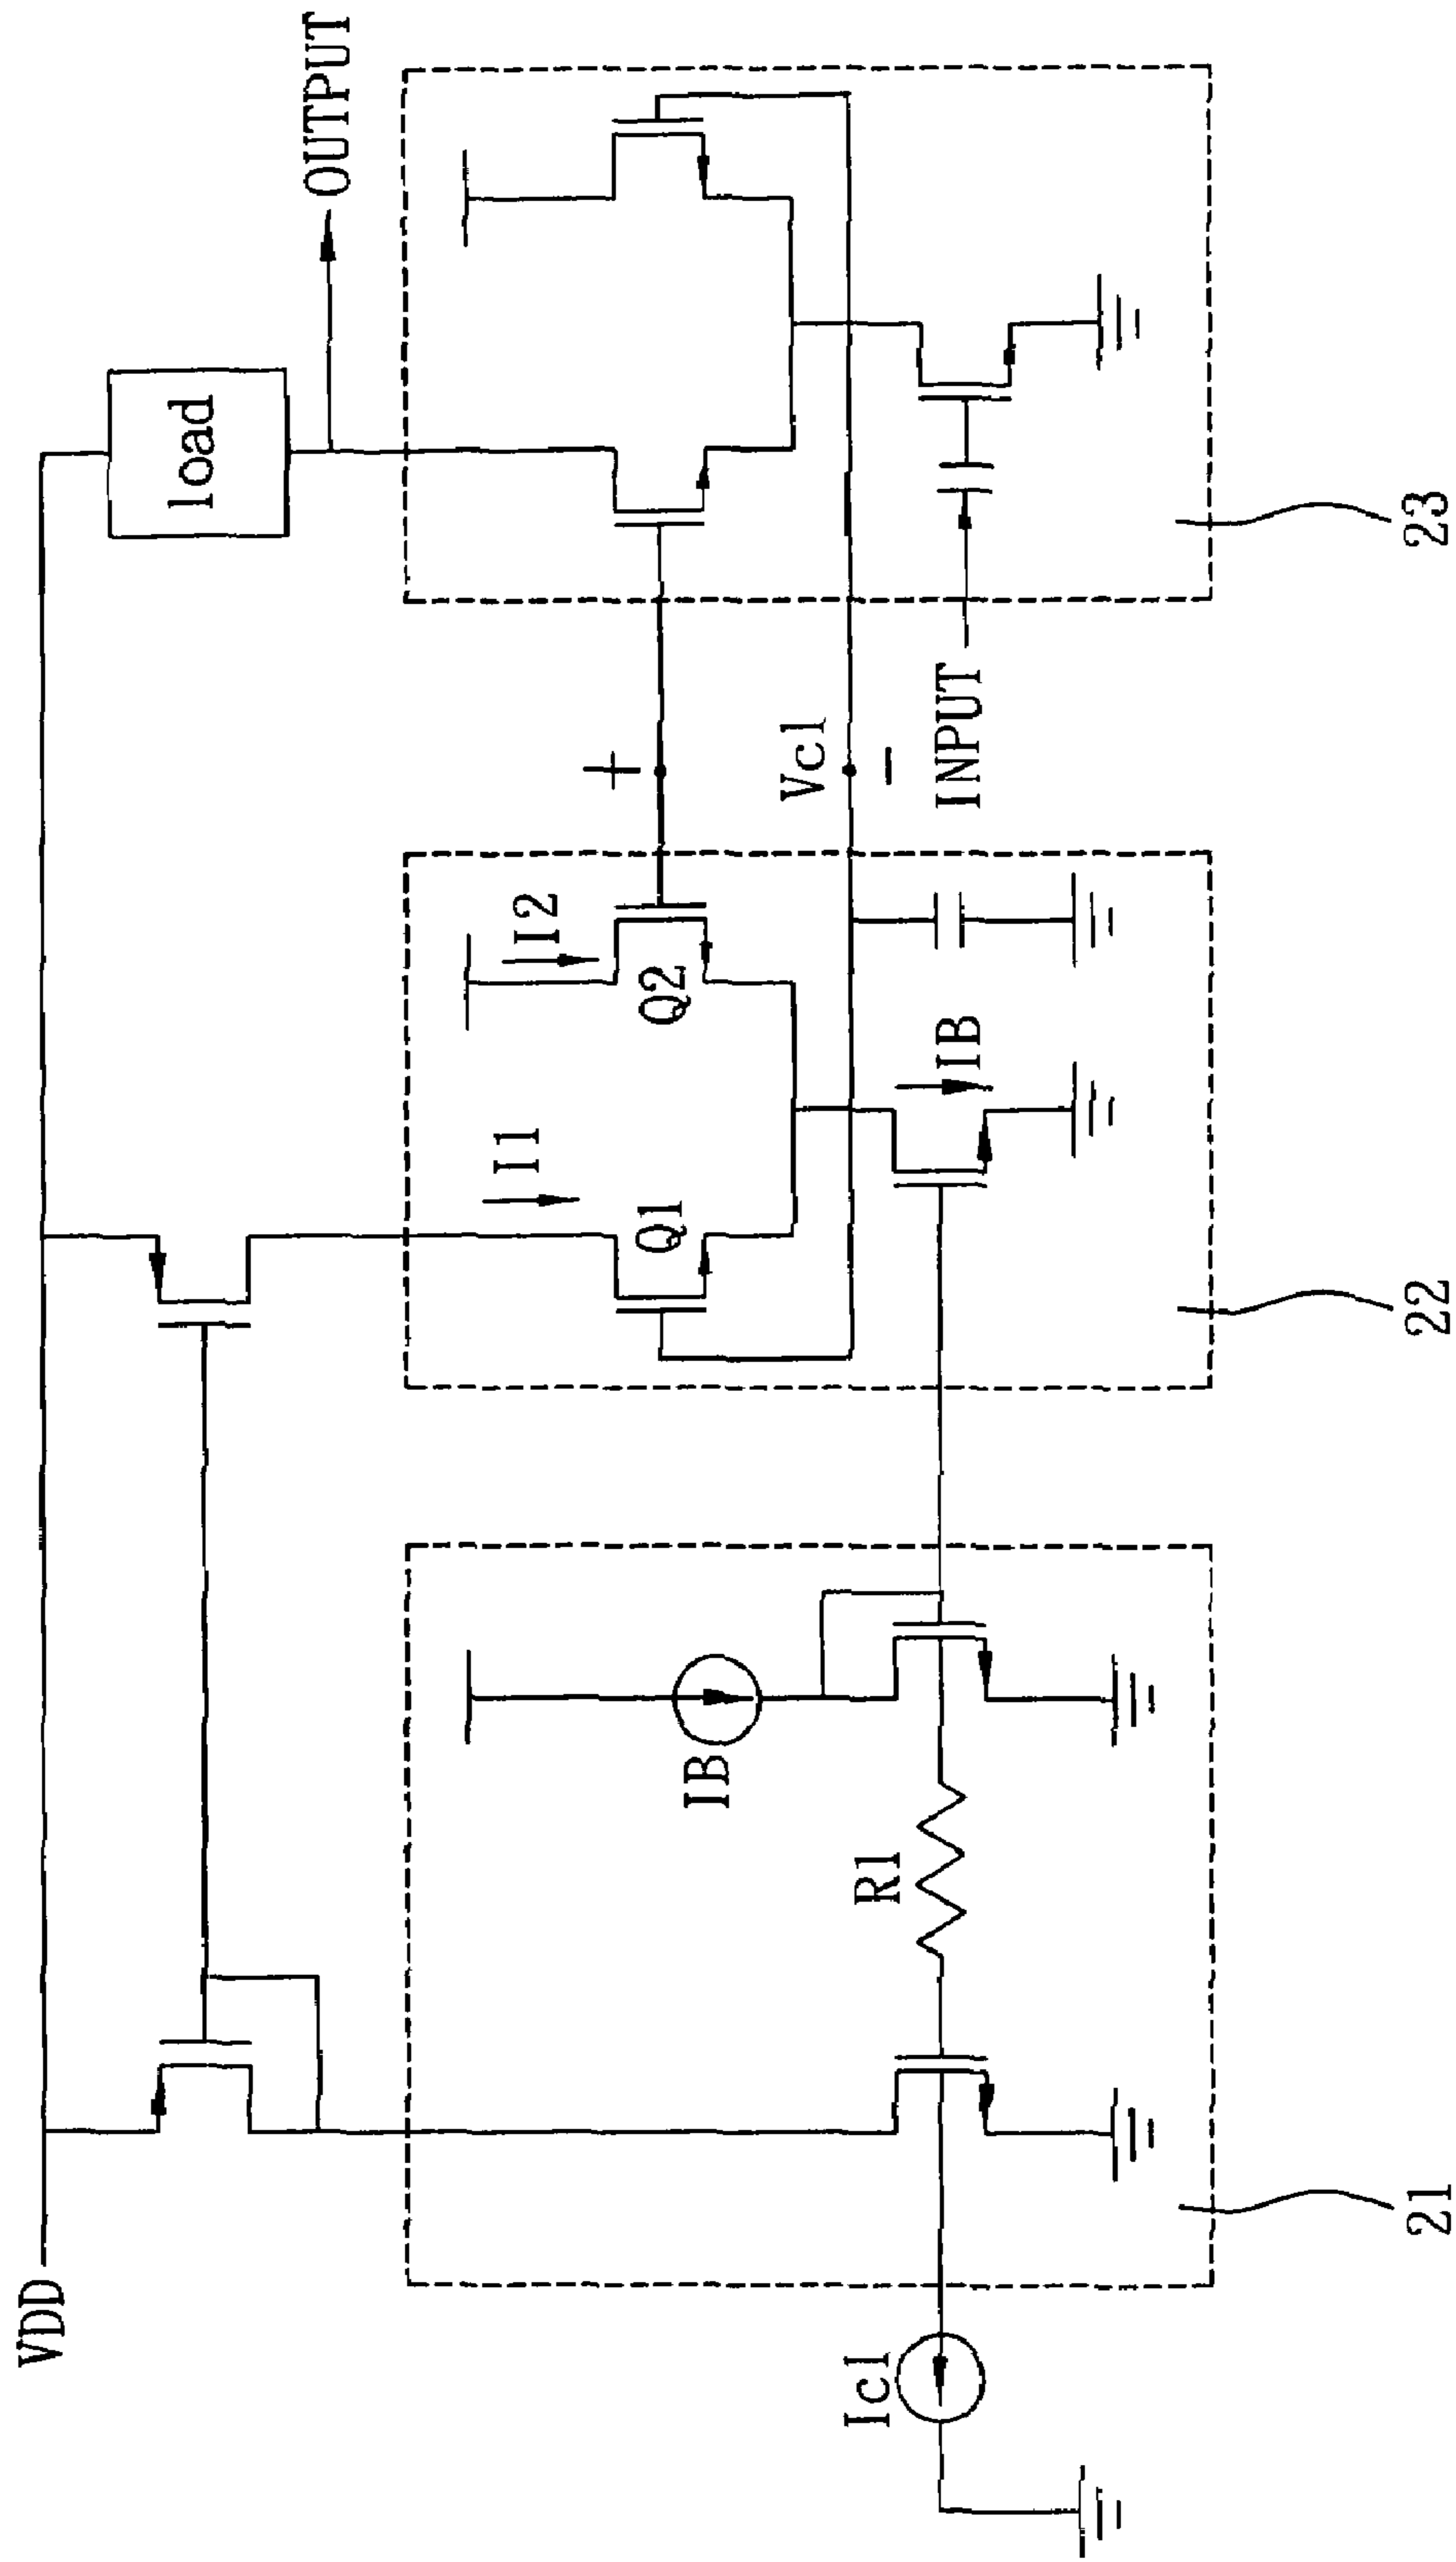 VDD
load
OUTPUT
I1
I2
Q1
Q2
+
Vc1
−
IB
INPUT
IB
R1
Ic1
21
22
23